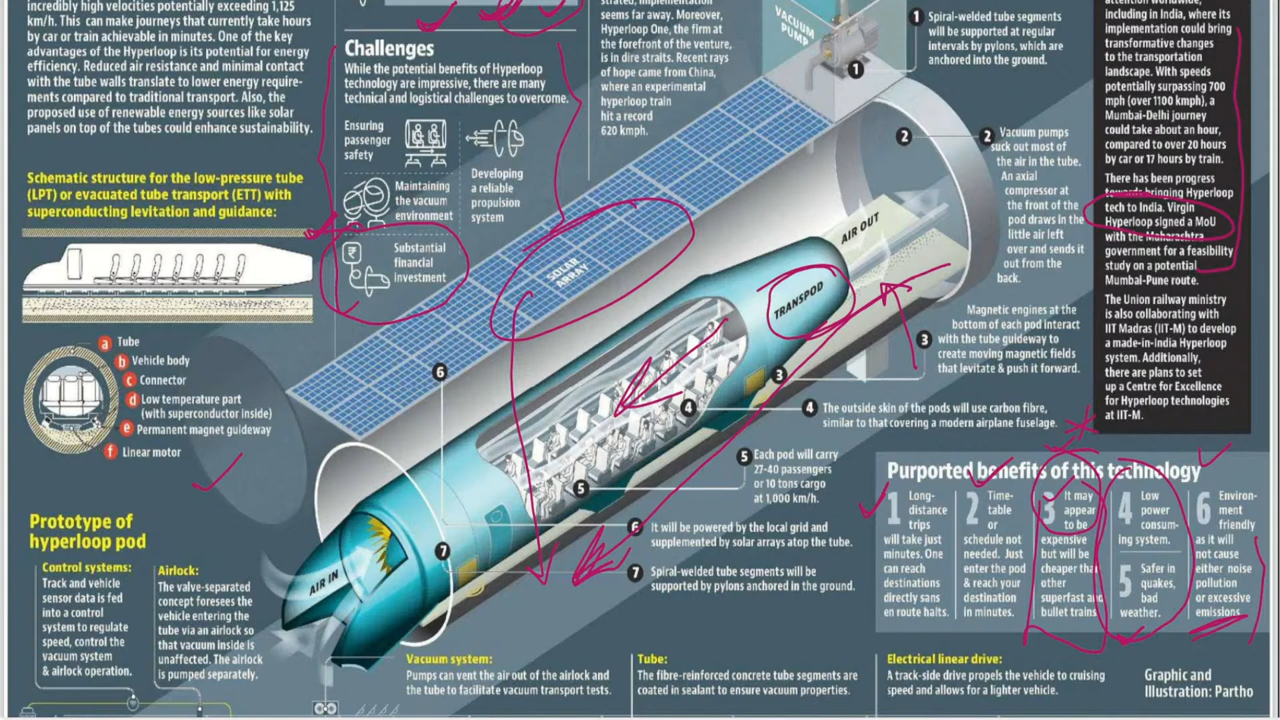 incredibly high velocities potentially exceeding 1,125
km/h. This can make journeys that currently take hours
by car or train achievable in minutes. One of the key
advantages of the Hyperloop is its potential for energy
efficiency. Reduced air resistance and minimal contact
with the tube walls translate to lower energy require-
ments compared to traditional transport. Also, the
proposed use of renewable energy sources like solar
panels on top of the tubes could enhance sustainability.
Schematic structure for the low-pressure tube
(LPT) or evacuated tube transport (ETT) with
superconducting levitation and guidance:
a Tube
b Vehicle body
c Connector
d Low temperature part
(with superconductor inside)
e Permanent magnet guideway
f Linear motor
Prototype of
hyperloop pod
Control systems:
Track and vehicle
sensor data is fed
into a control
system to regulate
speed, control the
vacuum system
& airlock operation.
Airlock:
The valve-separated
concept foresees the
vehicle entering the
tube via an airlock so
that vacuum inside is
unaffected. The airlock
is pumped separately.
Challenges
While the potential benefits of Hyperloop
technology are impressive, there are many
technical and logistical challenges to overcome.
Ensuring
passenger
safety
Maintaining
the vacuum
environment
Developing
a reliable
propulsion
system
₹
Substantial
financial
investment
strated, implementation
seems far away. Moreover,
Hyperloop One, the firm at
the forefront of the venture,
is in dire straits. Recent rays
of hope came from China,
where an experimental
hyperloop train
hit a record
620 kmph.
VACUUM
PUMP
1
SOLAR
ARRAY
2
AIR OUT
TRANSPOD
3
4
5
6
7
AIR IN
1 Spiral-welded tube segments
will be supported at regular
intervals by pylons, which are
anchored into the ground.
2 Vacuum pumps
suck out most of
the air in the tube.
An axial
compressor at
the front of the
pod draws in the
little air left
over and sends it
out from the
back.
3 Magnetic engines at the
bottom of each pod interact
with the tube guideway to
create moving magnetic fields
that levitate & push it forward.
4 The outside skin of the pods will use carbon fibre,
similar to that covering a modern airplane fuselage.
5 Each pod will carry
27-40 passengers
or 10 tons cargo
at 1,000 km/h.
6 It will be powered by the local grid and
supplemented by solar arrays atop the tube.
7 Spiral-welded tube segments will be
supported by pylons anchored in the ground.
Vacuum system:
Pumps can vent the air out of the airlock and
the tube to facilitate vacuum transport tests.
Tube:
The fibre-reinforced concrete tube segments are
coated in sealant to ensure vacuum properties.
Electrical linear drive:
A track-side drive propels the vehicle to cruising
speed and allows for a lighter vehicle.
attention worldwide,
including in India, where its
implementation could bring
transformative changes
to the transportation
landscape. With speeds
potentially surpassing 700
mph (over 1100 kmph), a
Mumbai-Delhi journey
could take about an hour,
compared to over 20 hours
by car or 17 hours by train.
There has been progress
towards bringing Hyperloop
tech to India. Virgin
Hyperloop signed a MoU
with the Maharashtra
government for a feasibility
study on a potential
Mumbai-Pune route.
The Union railway ministry
is also collaborating with
IIT Madras (IIT-M) to develop
a made-in-India Hyperloop
system. Additionally,
there are plans to set
up a Centre for Excellence
for Hyperloop technologies
at IIT-M.
Purported benefits of this technology
1 Long-
distance
trips
will take just
minutes. One
can reach
destinations
directly sans
en route halts.
2 Time-
table
or
schedule not
needed. Just
enter the pod
& reach your
destination
in minutes.
3 It may
appear
to be
expensive
but will be
cheaper than
other
superfast and
bullet trains
4 Low
power
consum-
ing system.
5 Safer in
quakes,
bad
weather.
6 Environ-
ment
friendly
as it will
not cause
either noise
pollution
or excessive
emissions
Graphic and
Illustration: Partho